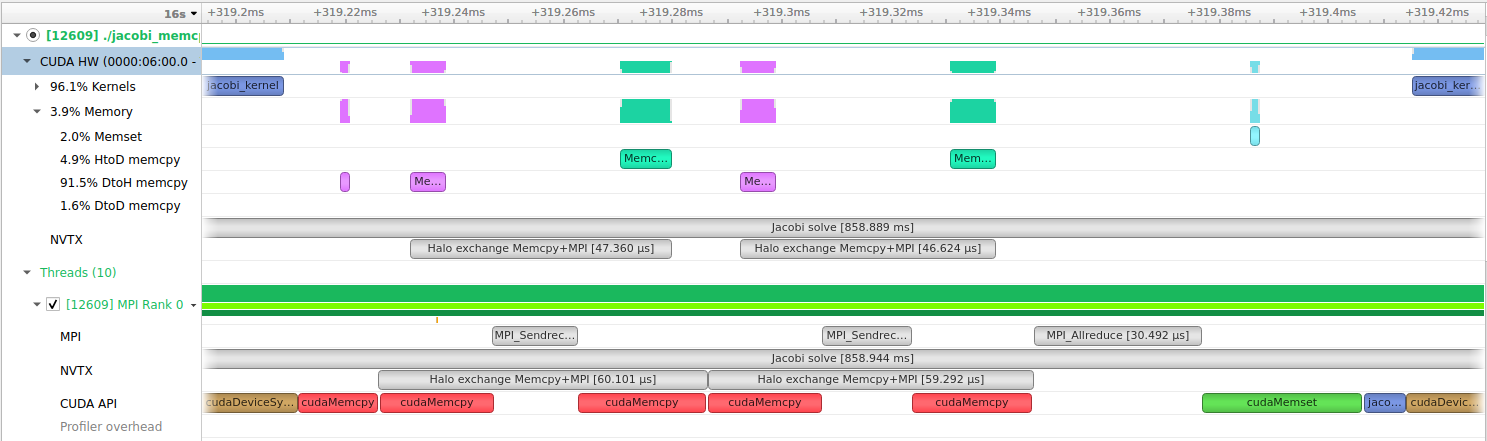 16s +319.2ms +319.22ms +319.24ms +319.26ms +319.28ms +319.3ms +319.32ms +319.34ms +319.36ms +319.38ms +319.4ms +319.42ms
[12609] ./jacobi_memcp
CUDA HW (0000:06:00.0 -
96.1% Kernels jacobi_kernel jacobi_ker...
3.9% Memory
2.0% Memset
4.9% HtoD memcpy Memc... Mem...
91.5% DtoH memcpy Me... Me...
1.6% DtoD memcpy
Jacobi solve [858.889 ms]
NVTX
Halo exchange Memcpy+MPI [47.360 µs] Halo exchange Memcpy+MPI [46.624 µs]
Threads (10)
[12609] MPI Rank 0
MPI MPI_Sendrec... MPI_Sendrec... MPI_Allreduce [30.492 µs]
Jacobi solve [858.944 ms]
NVTX
Halo exchange Memcpy+MPI [60.101 µs] Halo exchange Memcpy+MPI [59.292 µs]
CUDA API cudaDeviceSy... cudaMemcpy cudaMemcpy cudaMemcpy cudaMemcpy cudaMemcpy cudaMemset jaco... cudaDevic...
Profiler overhead